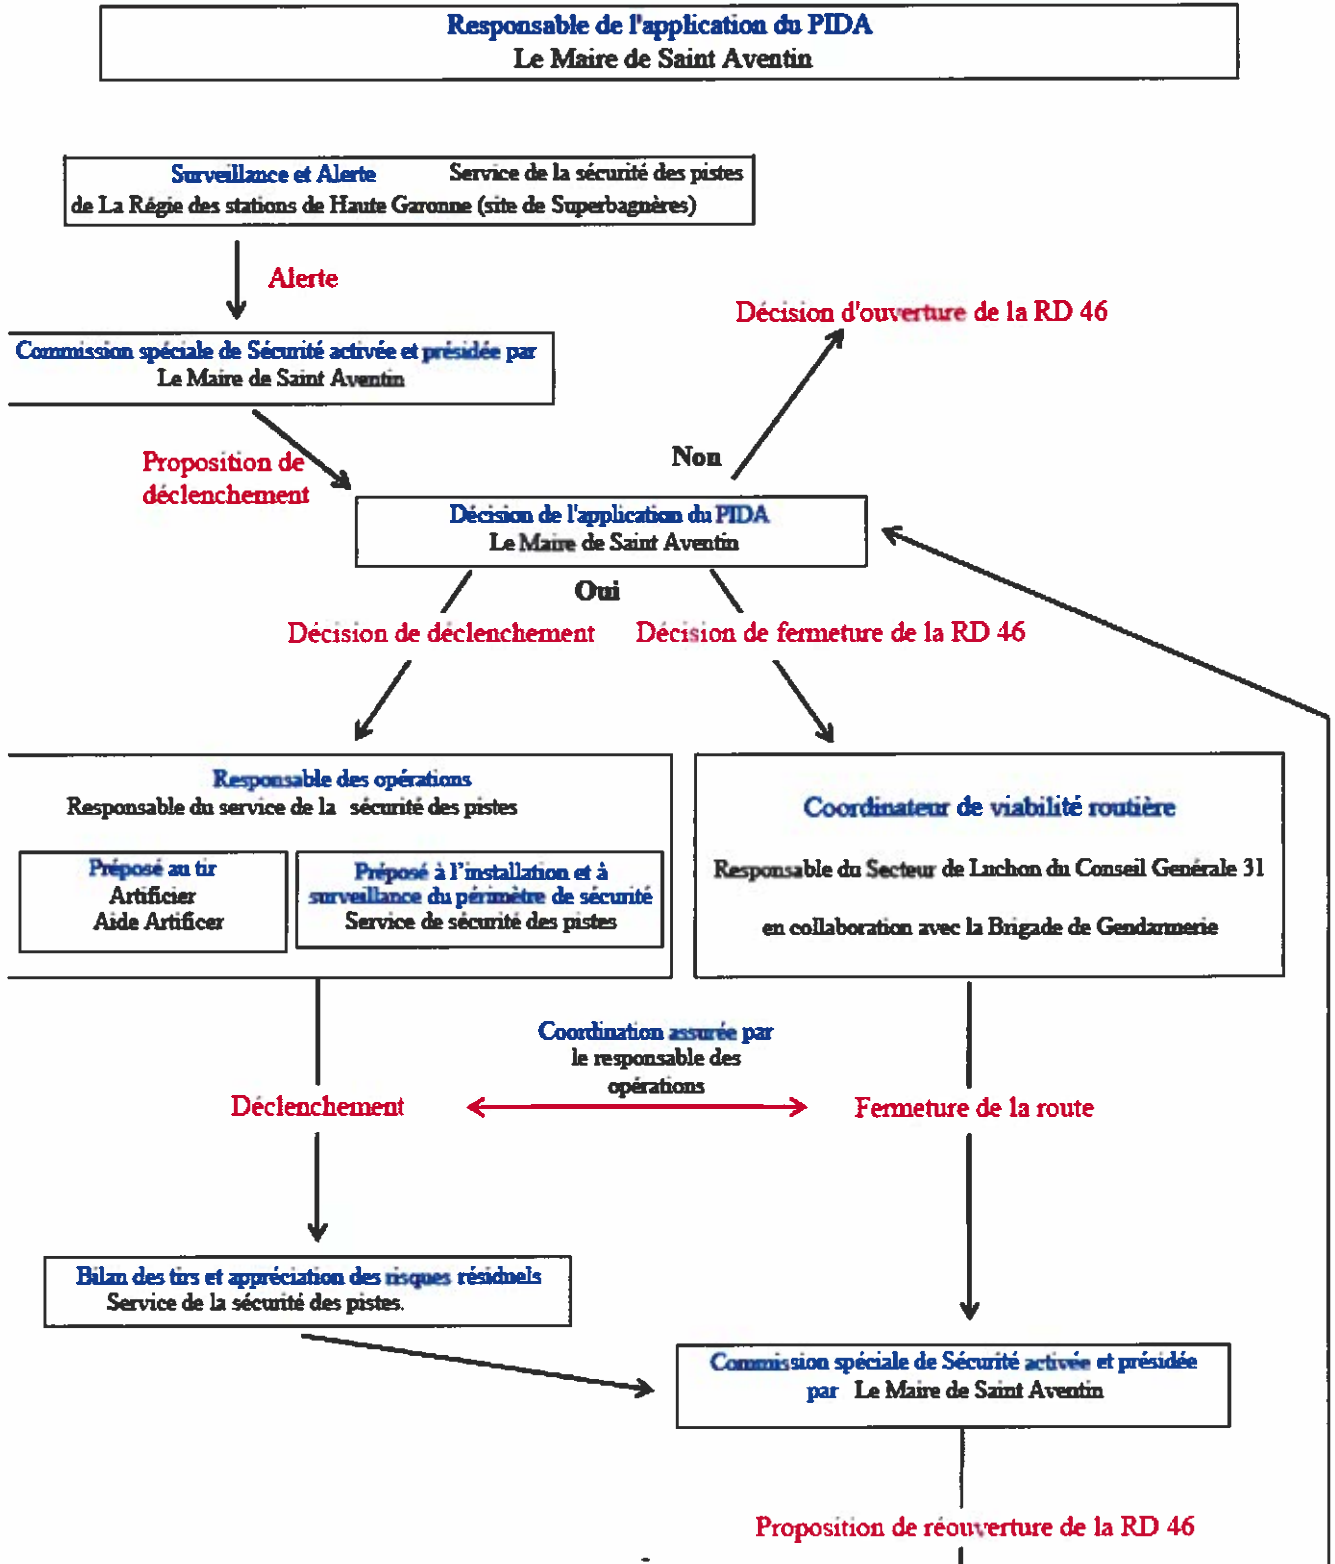 Responsable de l'application du PIDA
Le Maire de Saint Aventin
Surveillance et Alerte Service de la sécurité des pistes
de La Régie des stations de Haute Garonne (site de Superbagnères)
Alerte
Décision d'ouverture de la RD 46
Commission spéciale de Sécurité activée et présidée par
Le Maire de Saint Aventin
Non
Proposition de
déclenchement
Décision de l'application du PIDA
Le Maire de Saint Aventin
Oui
Décision de déclenchement
Décision de fermeture de la RD 46
Responsable des opérations
Responsable du service de la sécurité des pistes
Préposé au tir
Artificier
Aide Artificer
Préposé à l'installation et à
surveillance du périmètre de sécurité
Service de sécurité des pistes
Coordinateur de viabilité routière
Responsable du Secteur de Luchon du Conseil Genérale 31
en collaboration avec la Brigade de Gendarmerie
Coordination assurée par
le responsable des
opérations
Déclenchement
Fermeture de la route
Bilan des tirs et appréciation des risques résiduels
Service de la sécurité des pistes.
Commission spéciale de Sécurité activée et présidée
par Le Maire de Saint Aventin
Proposition de réouverture de la RD 46